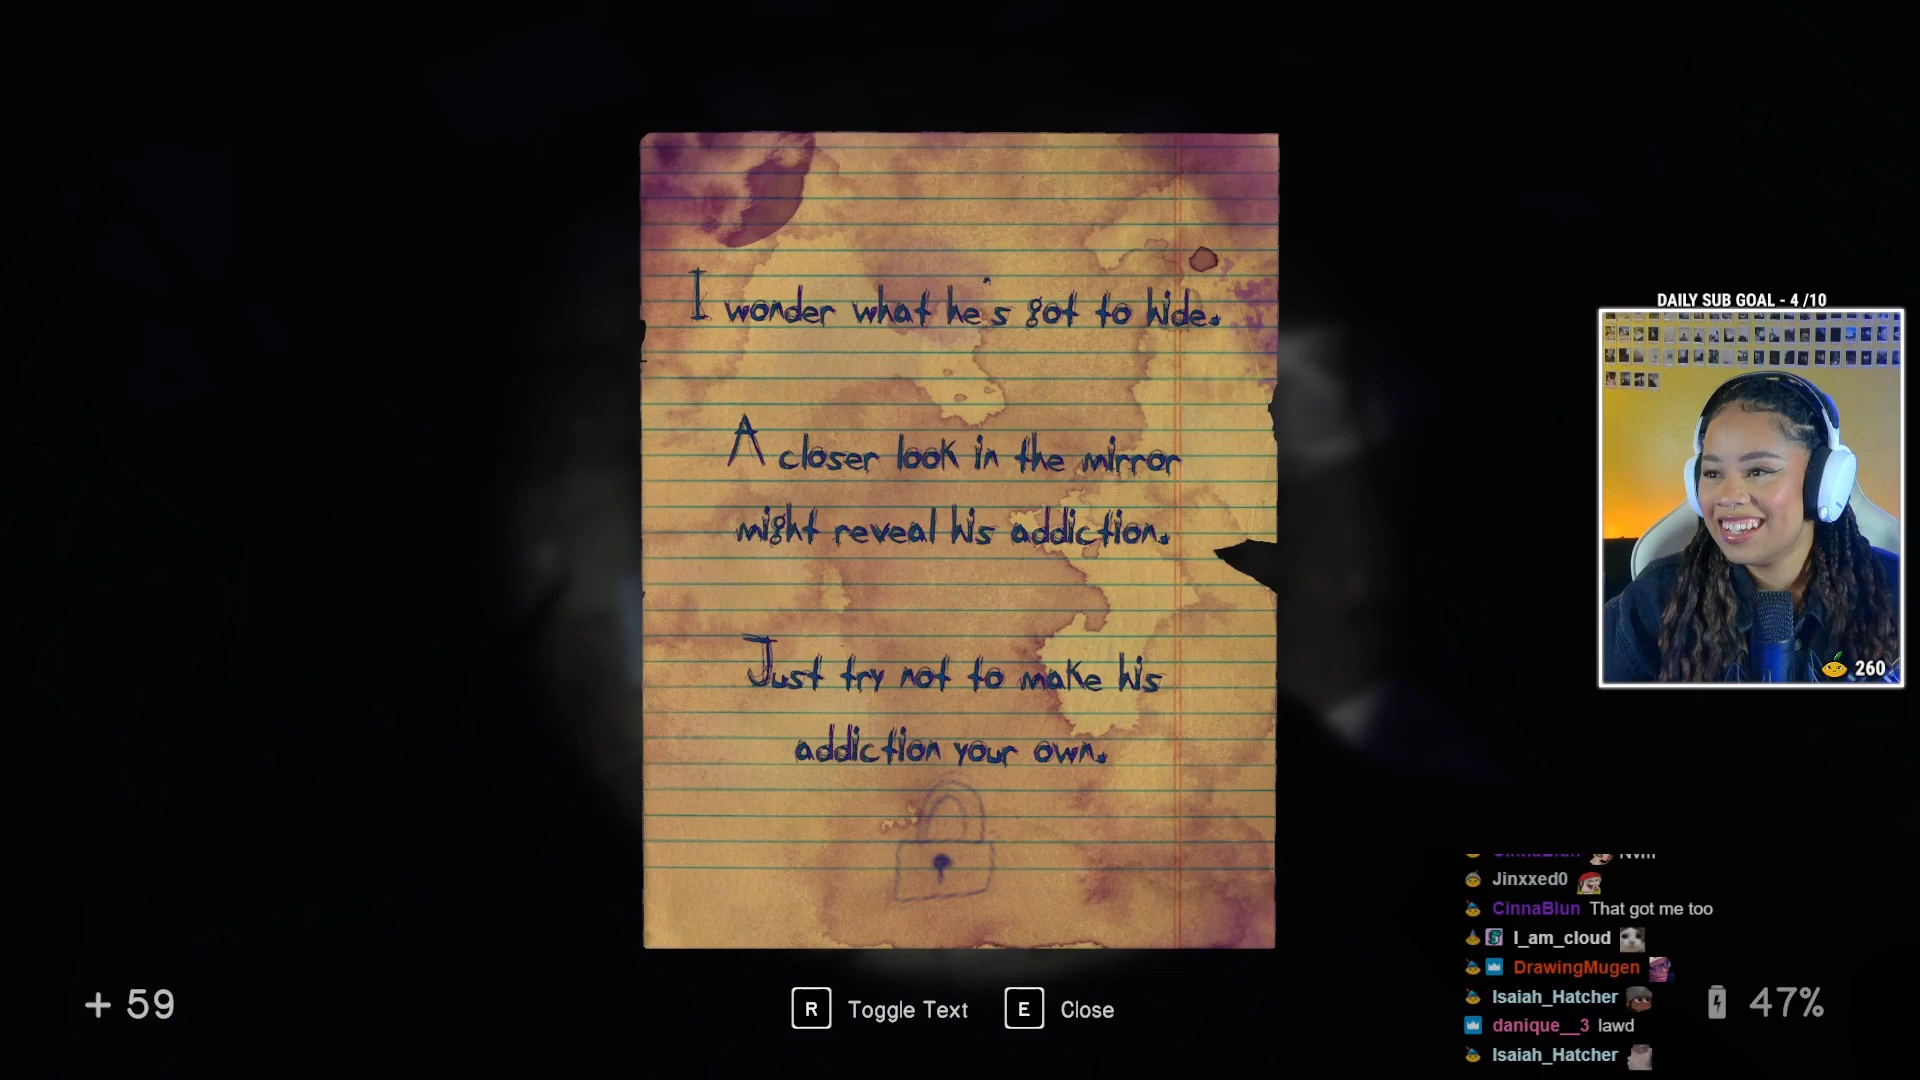 I wonder what he's got to hide.
A closer look in the mirror
might reveal his addiction.
Just try not to make his
addiction your own.
DAILY SUB GOAL - 4 /10
260
Jinxxed0
CinnaBlun That got me too
I_am_cloud
DrawingMugen
Isaiah_Hatcher
danique__3 lawd
Isaiah_Hatcher
+ 59
R Toggle Text E Close
47%